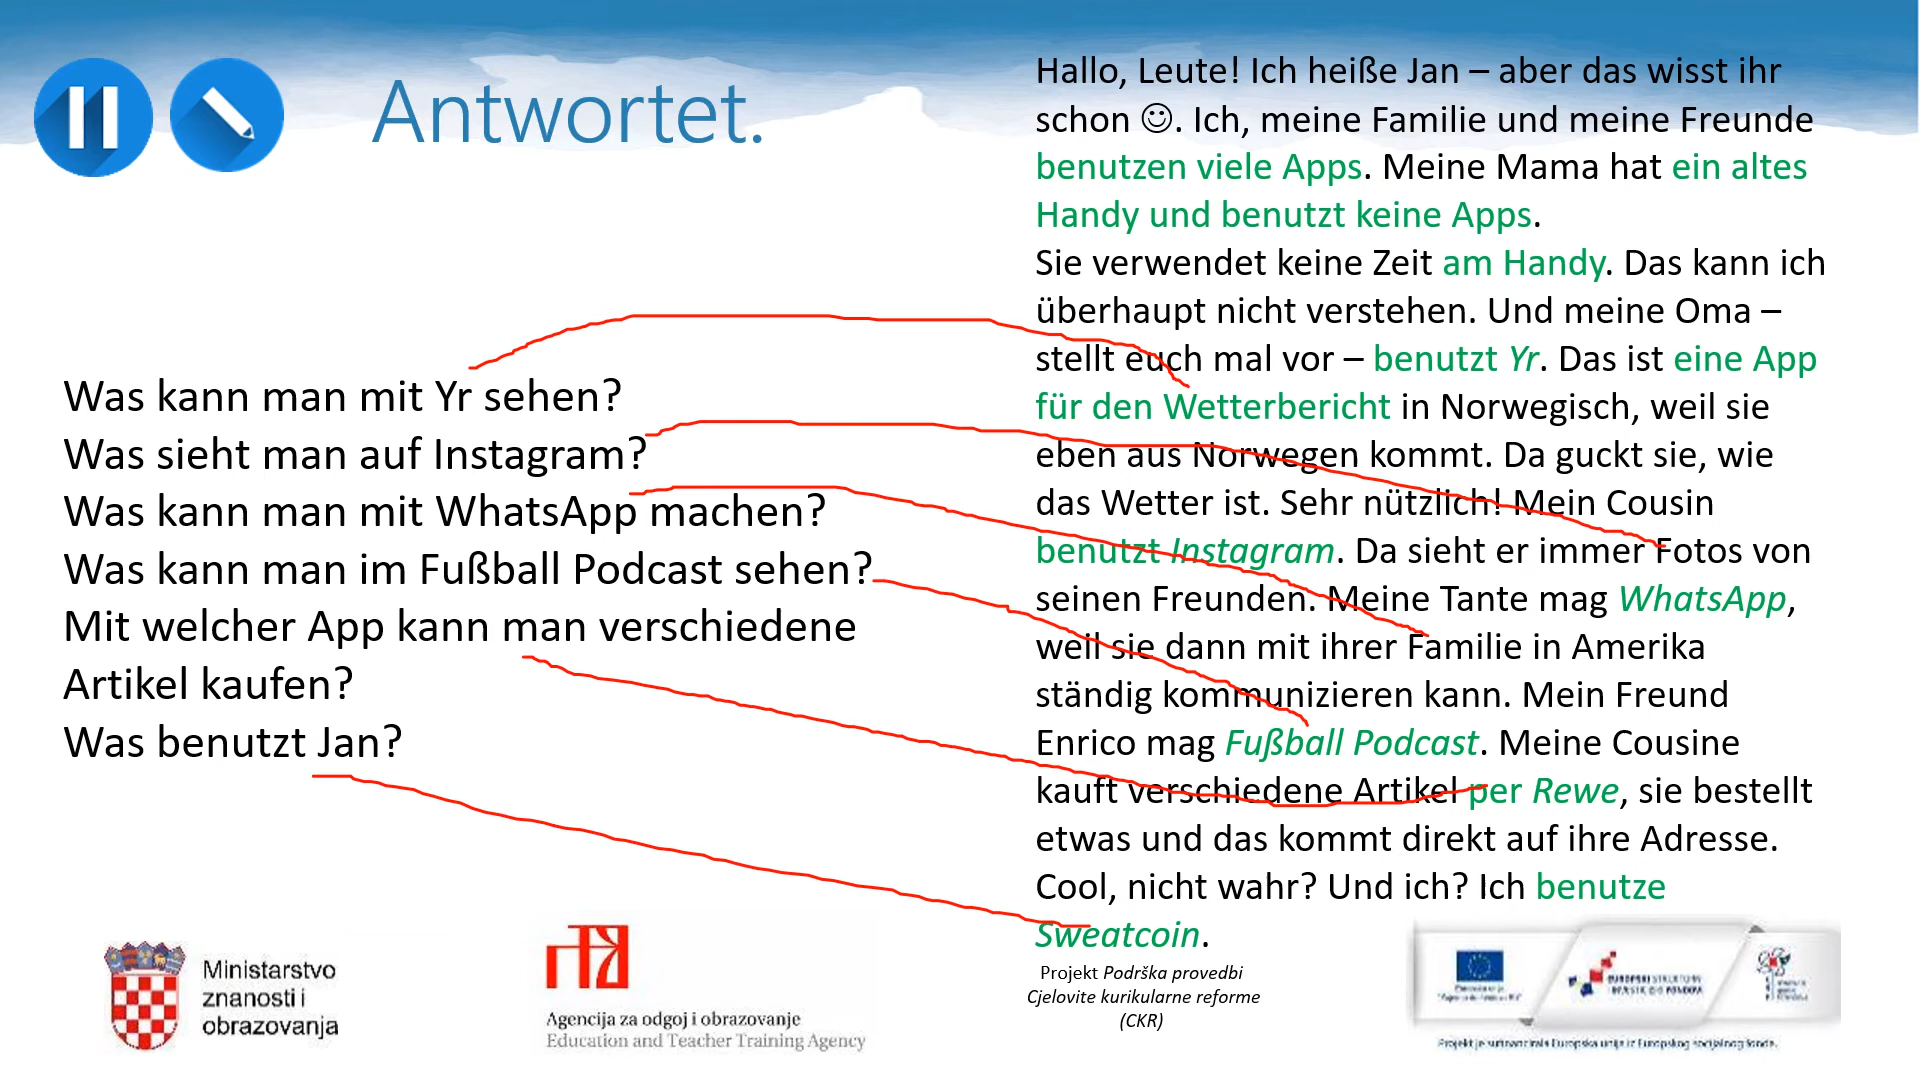 Antwortet.
Was kann man mit Yr sehen?
Was sieht man auf Instagram?
Was kann man mit WhatsApp machen?
Was kann man im Fußball Podcast sehen?
Mit welcher App kann man verschiedene
Artikel kaufen?
Was benutzt Jan?
Hallo, Leute! Ich heiße Jan – aber das wisst ihr
schon ☺. Ich, meine Familie und meine Freunde
benutzen viele Apps. Meine Mama hat ein altes
Handy und benutzt keine Apps.
Sie verwendet keine Zeit am Handy. Das kann ich
überhaupt nicht verstehen. Und meine Oma –
stellt euch mal vor – benutzt Yr. Das ist eine App
für den Wetterbericht in Norwegisch, weil sie
eben aus Norwegen kommt. Da guckt sie, wie
das Wetter ist. Sehr nützlich! Mein Cousin
benutzt Instagram. Da sieht er immer Fotos von
seinen Freunden. Meine Tante mag WhatsApp,
weil sie dann mit ihrer Familie in Amerika
ständig kommunizieren kann. Mein Freund
Enrico mag Fußball Podcast. Meine Cousine
kauft verschiedene Artikel per Rewe, sie bestellt
etwas und das kommt direkt auf ihre Adresse.
Cool, nicht wahr? Und ich? Ich benutze
Sweatcoin.
Ministarstvo
znanosti i
obrazovanja
Agencija za odgoj i obrazovanje
Education and Teacher Training Agency
Projekt Podrška provedbi
Cjelovite kurikularne reforme
(CKR)
Projekt je sufinancirala Europska unija iz Europskog socijalnog fonda.